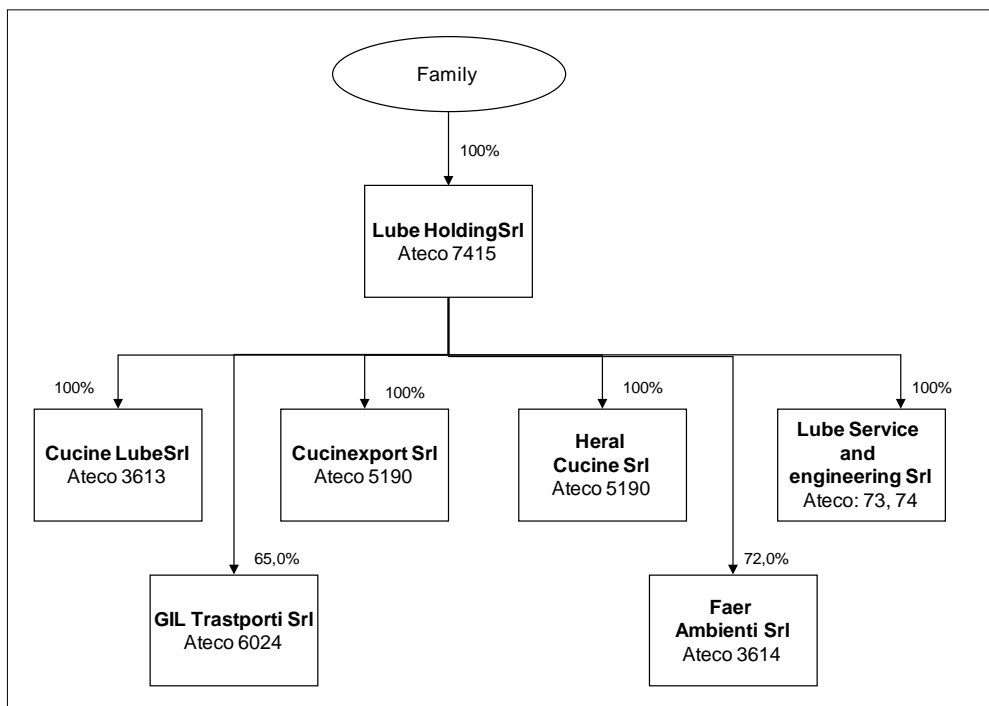 Family
100%
Lube HoldingSrl
Ateco 7415
100%
100%
100%
100%
Cucine LubeSrl
Ateco 3613
Cucinexport Srl
Ateco 5190
Heral
Cucine Srl
Ateco 5190
Lube Service
and
engineering Srl
Ateco: 73, 74
65,0%
72,0%
GIL Trastporti Srl
Ateco 6024
Faer
Ambienti Srl
Ateco 3614